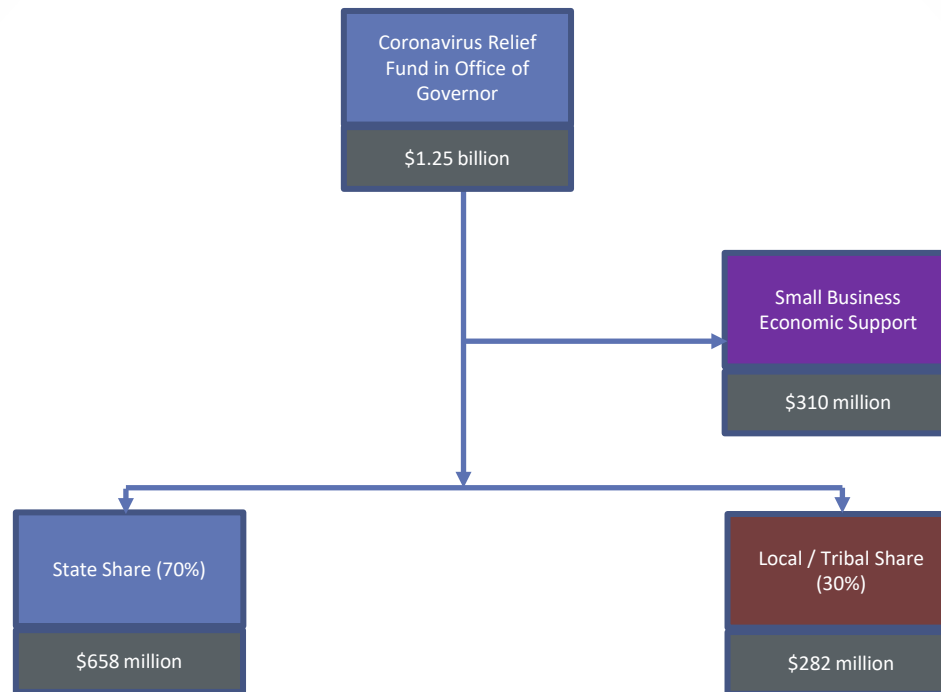 Coronavirus Relief
Fund in Office of
Governor
$1.25 billion
Small Business
Economic Support
$310 million
State Share (70%)
$658 million
Local / Tribal Share
(30%)
$282 million